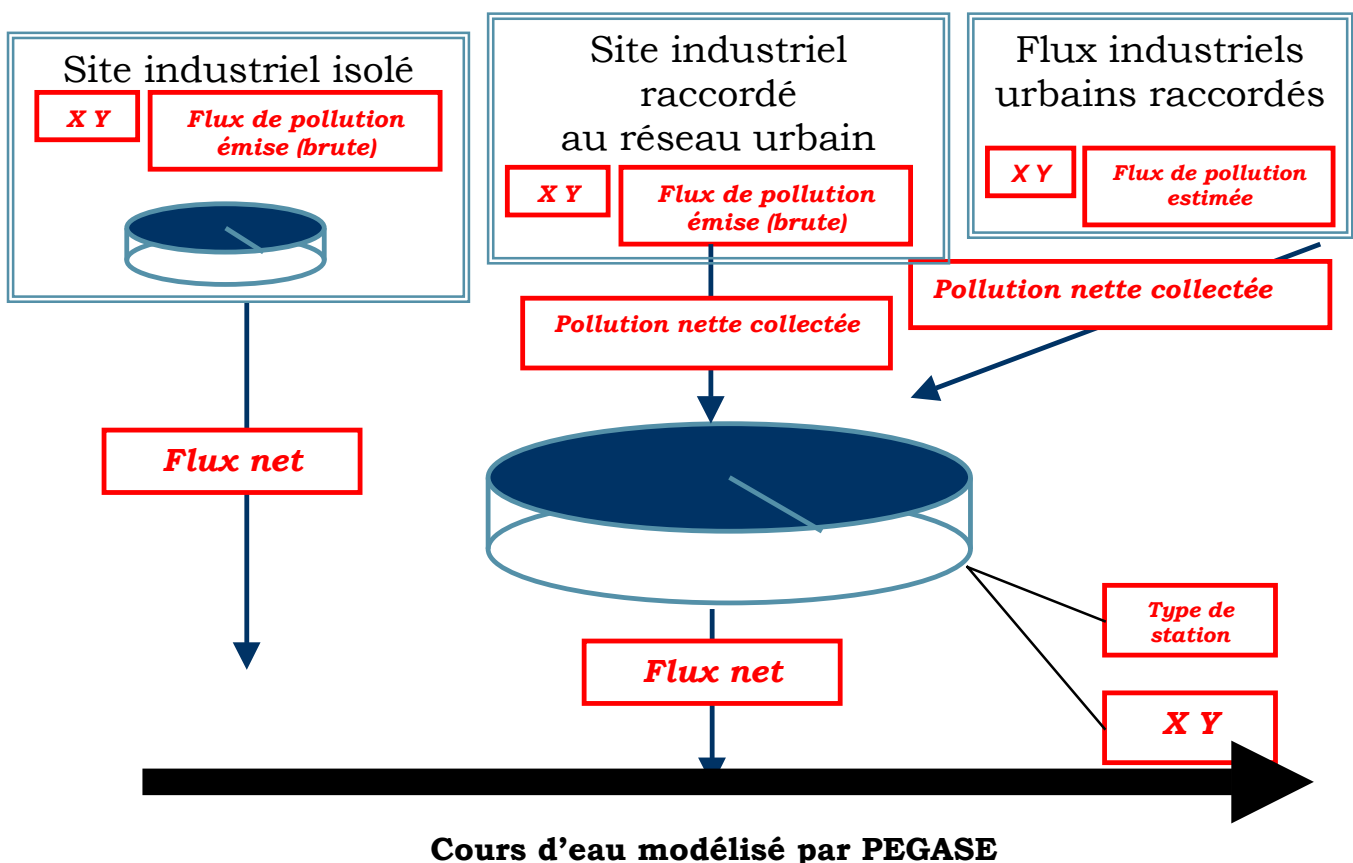 Site industriel isolé
X Y
Flux de pollution
émise (brute)
Site industriel
raccordé
au réseau urbain
X Y
Flux de pollution
émise (brute)
Flux industriels
urbains raccordés
X Y
Flux de pollution
estimée
Pollution nette collectée
Pollution nette collectée
Flux net
Flux net
Type de
station
X Y
Cours d’eau modélisé par PEGASE